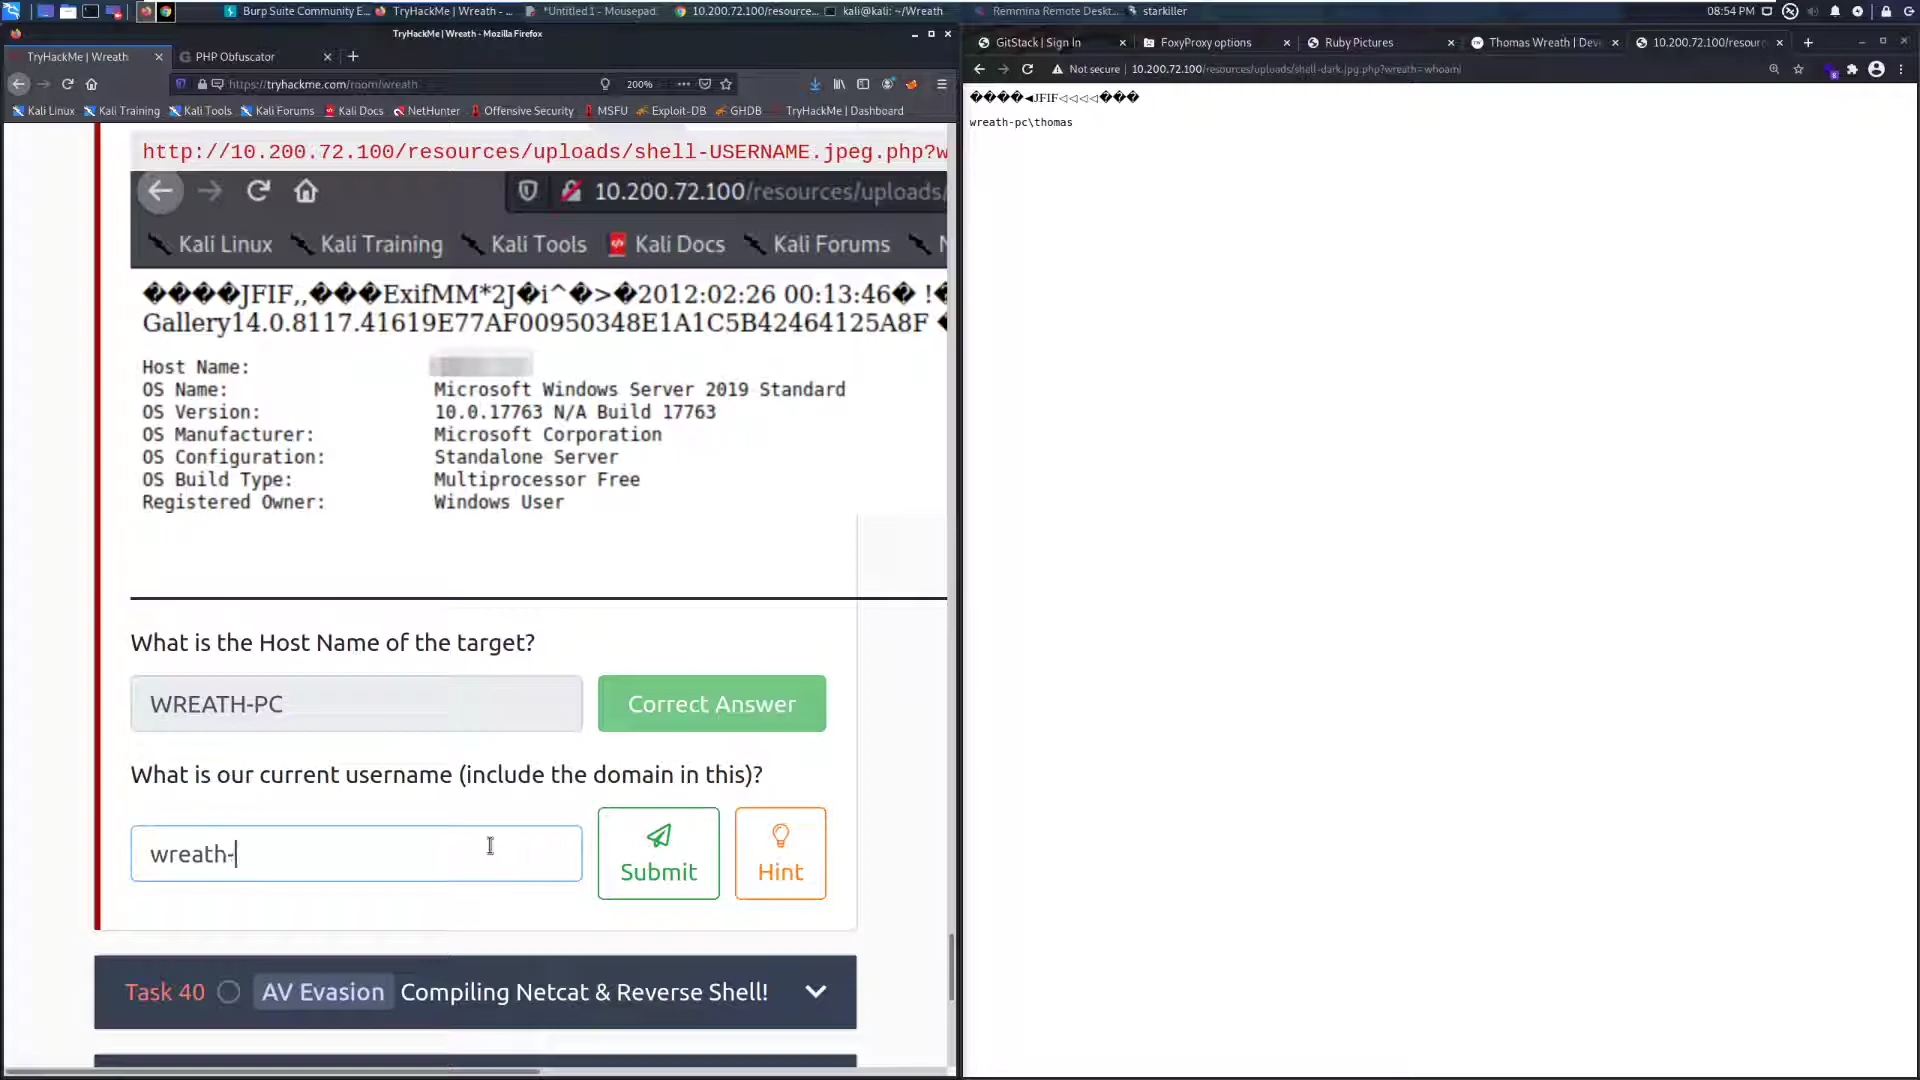 Burp Suite Community E...
TryHackMe | Wreath - ...
*Untitled 1 - Mousepad
10.200.72.100/resource...
kali@kali: ~/Wreath
Remmina Remote Deskt...
starkiller
08:54 PM
TryHackMe | Wreath - Mozilla Firefox
TryHackMe | Wreath
PHP Obfuscator
https://tryhackme.com/room/wreath
200%
Kali Linux
Kali Training
Kali Tools
Kali Forums
Kali Docs
NetHunter
Offensive Security
MSFU
Exploit-DB
GHDB
TryHackMe | Dashboard
http://10.200.72.100/resources/uploads/shell-USERNAME.jpeg.php?w
10.200.72.100/resources/uploads/
Kali Linux
Kali Training
Kali Tools
Kali Docs
Kali Forums
����JFIF,,���ExifMM*2J�i^�>�2012:02:26 00:13:46� !�
Gallery14.0.8117.41619E77AF00950348E1A1C5B42464125A8F �
Host Name:
OS Name: Microsoft Windows Server 2019 Standard
OS Version: 10.0.17763 N/A Build 17763
OS Manufacturer: Microsoft Corporation
OS Configuration: Standalone Server
OS Build Type: Multiprocessor Free
Registered Owner: Windows User
What is the Host Name of the target?
WREATH-PC
Correct Answer
What is our current username (include the domain in this)?
wreath-
Submit
Hint
Task 40
AV Evasion
Compiling Netcat & Reverse Shell!
GitStack | Sign In
FoxyProxy options
Ruby Pictures
Thomas Wreath | Dev
10.200.72.100/resour
Not secure
10.200.72.100/resources/uploads/shell-dark.jpg.php?wreath=whoami
����◄JFIF◁◁◁◁���
wreath-pc\thomas